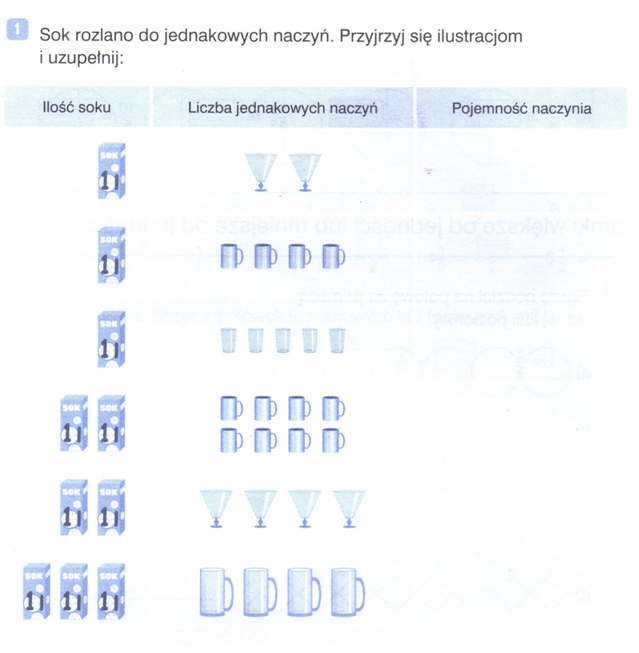 1
Sok rozlano do jednakowych naczyń. Przyjrzyj się ilustracjom
i uzupełnij:
Ilość soku Liczba jednakowych naczyń Pojemność naczynia
SOK 1l
SOK 1l
SOK 1l
SOK 1l SOK 1l
SOK 1l SOK 1l
SOK 1l SOK 1l SOK 1l